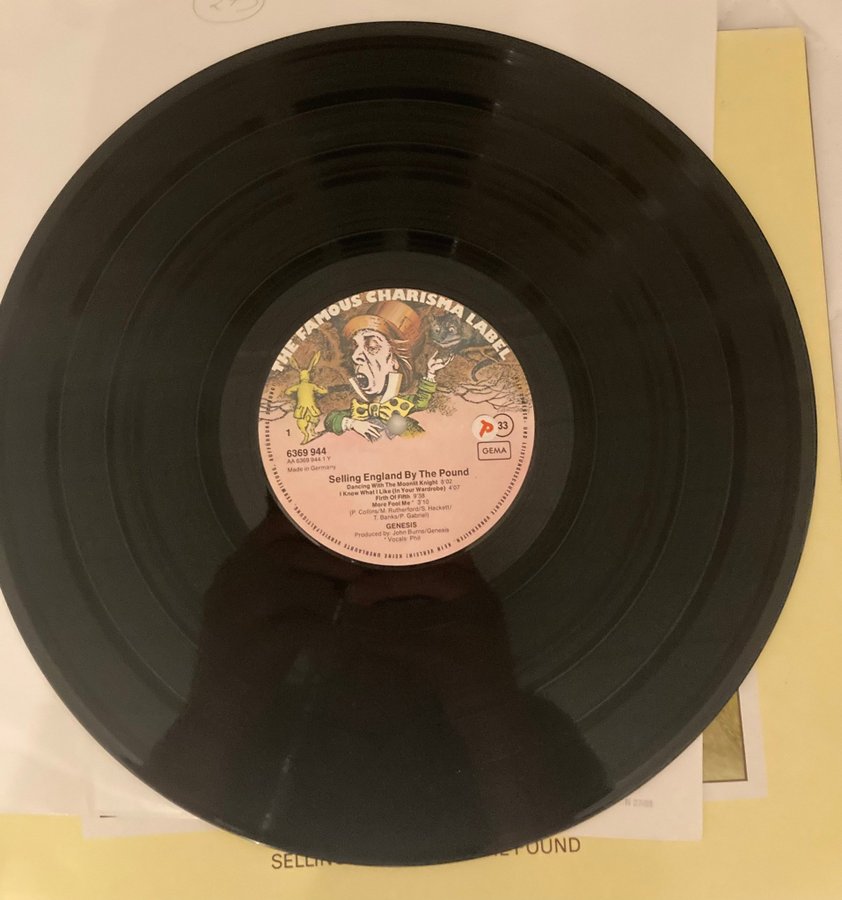 THE FAMOUS CHARISMA LABEL
1
33
6369 944
AA 6369 944.1 Y
GEMA
Made in Germany
Selling England By The Pound
Dancing With The Moonlit Knight 8'02
I Know What I Like (In Your Wardrobe) 4'07
Firth Of Fifth 9'38
More Fool Me * 3'10
(P. Collins/M. Rutherford/S. Hackett/
T. Banks/P. Gabriel)
GENESIS
Produced by: John Burns/Genesis
* Vocals: Phil
SELLING POUND